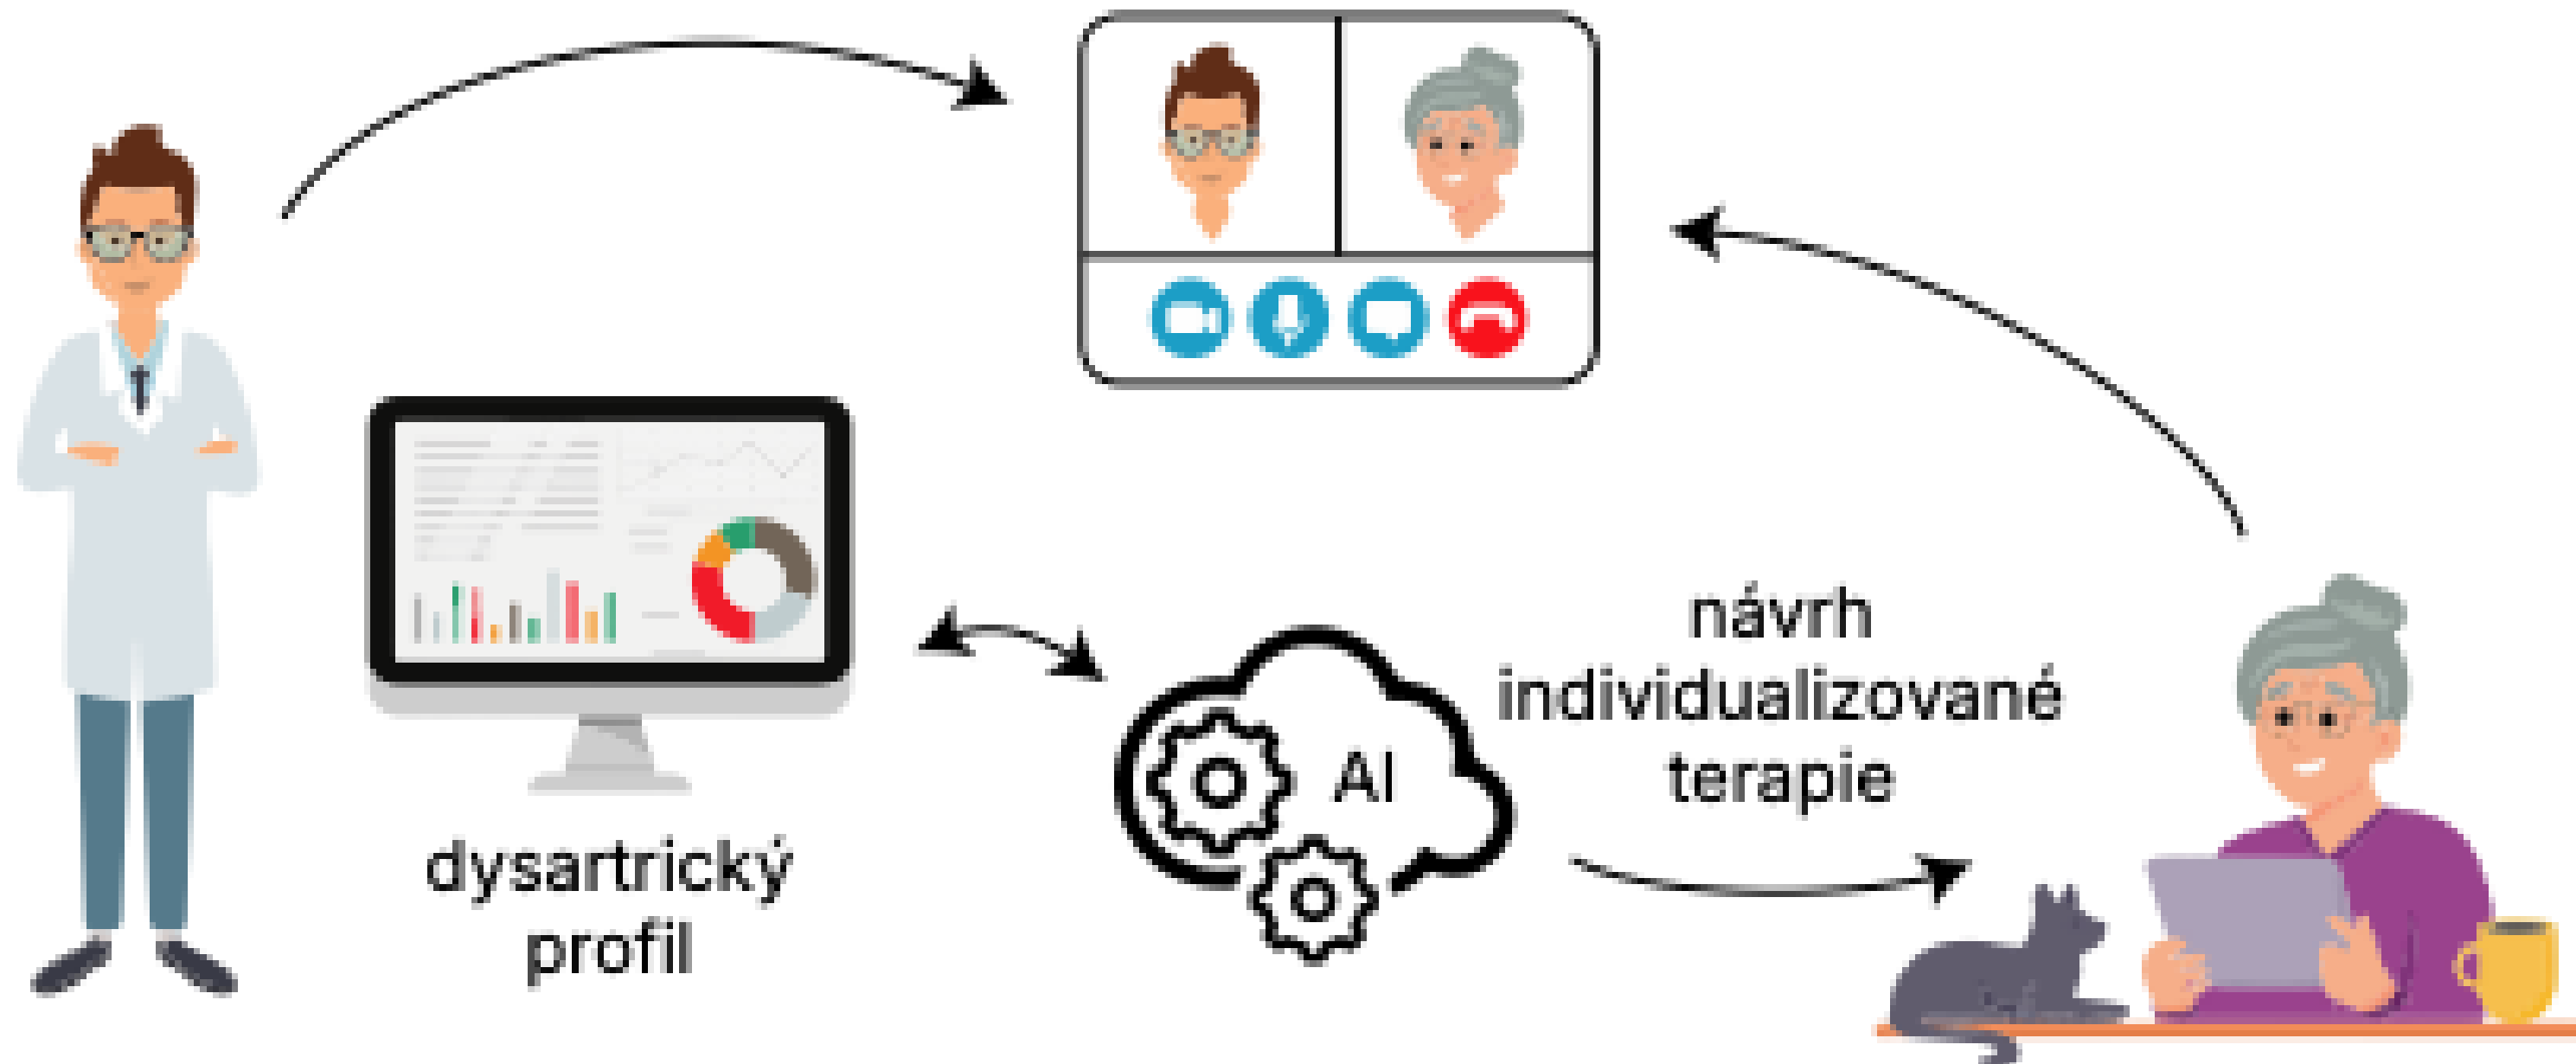 dysartrický
profil
AI
návrh
individualizované
terapie